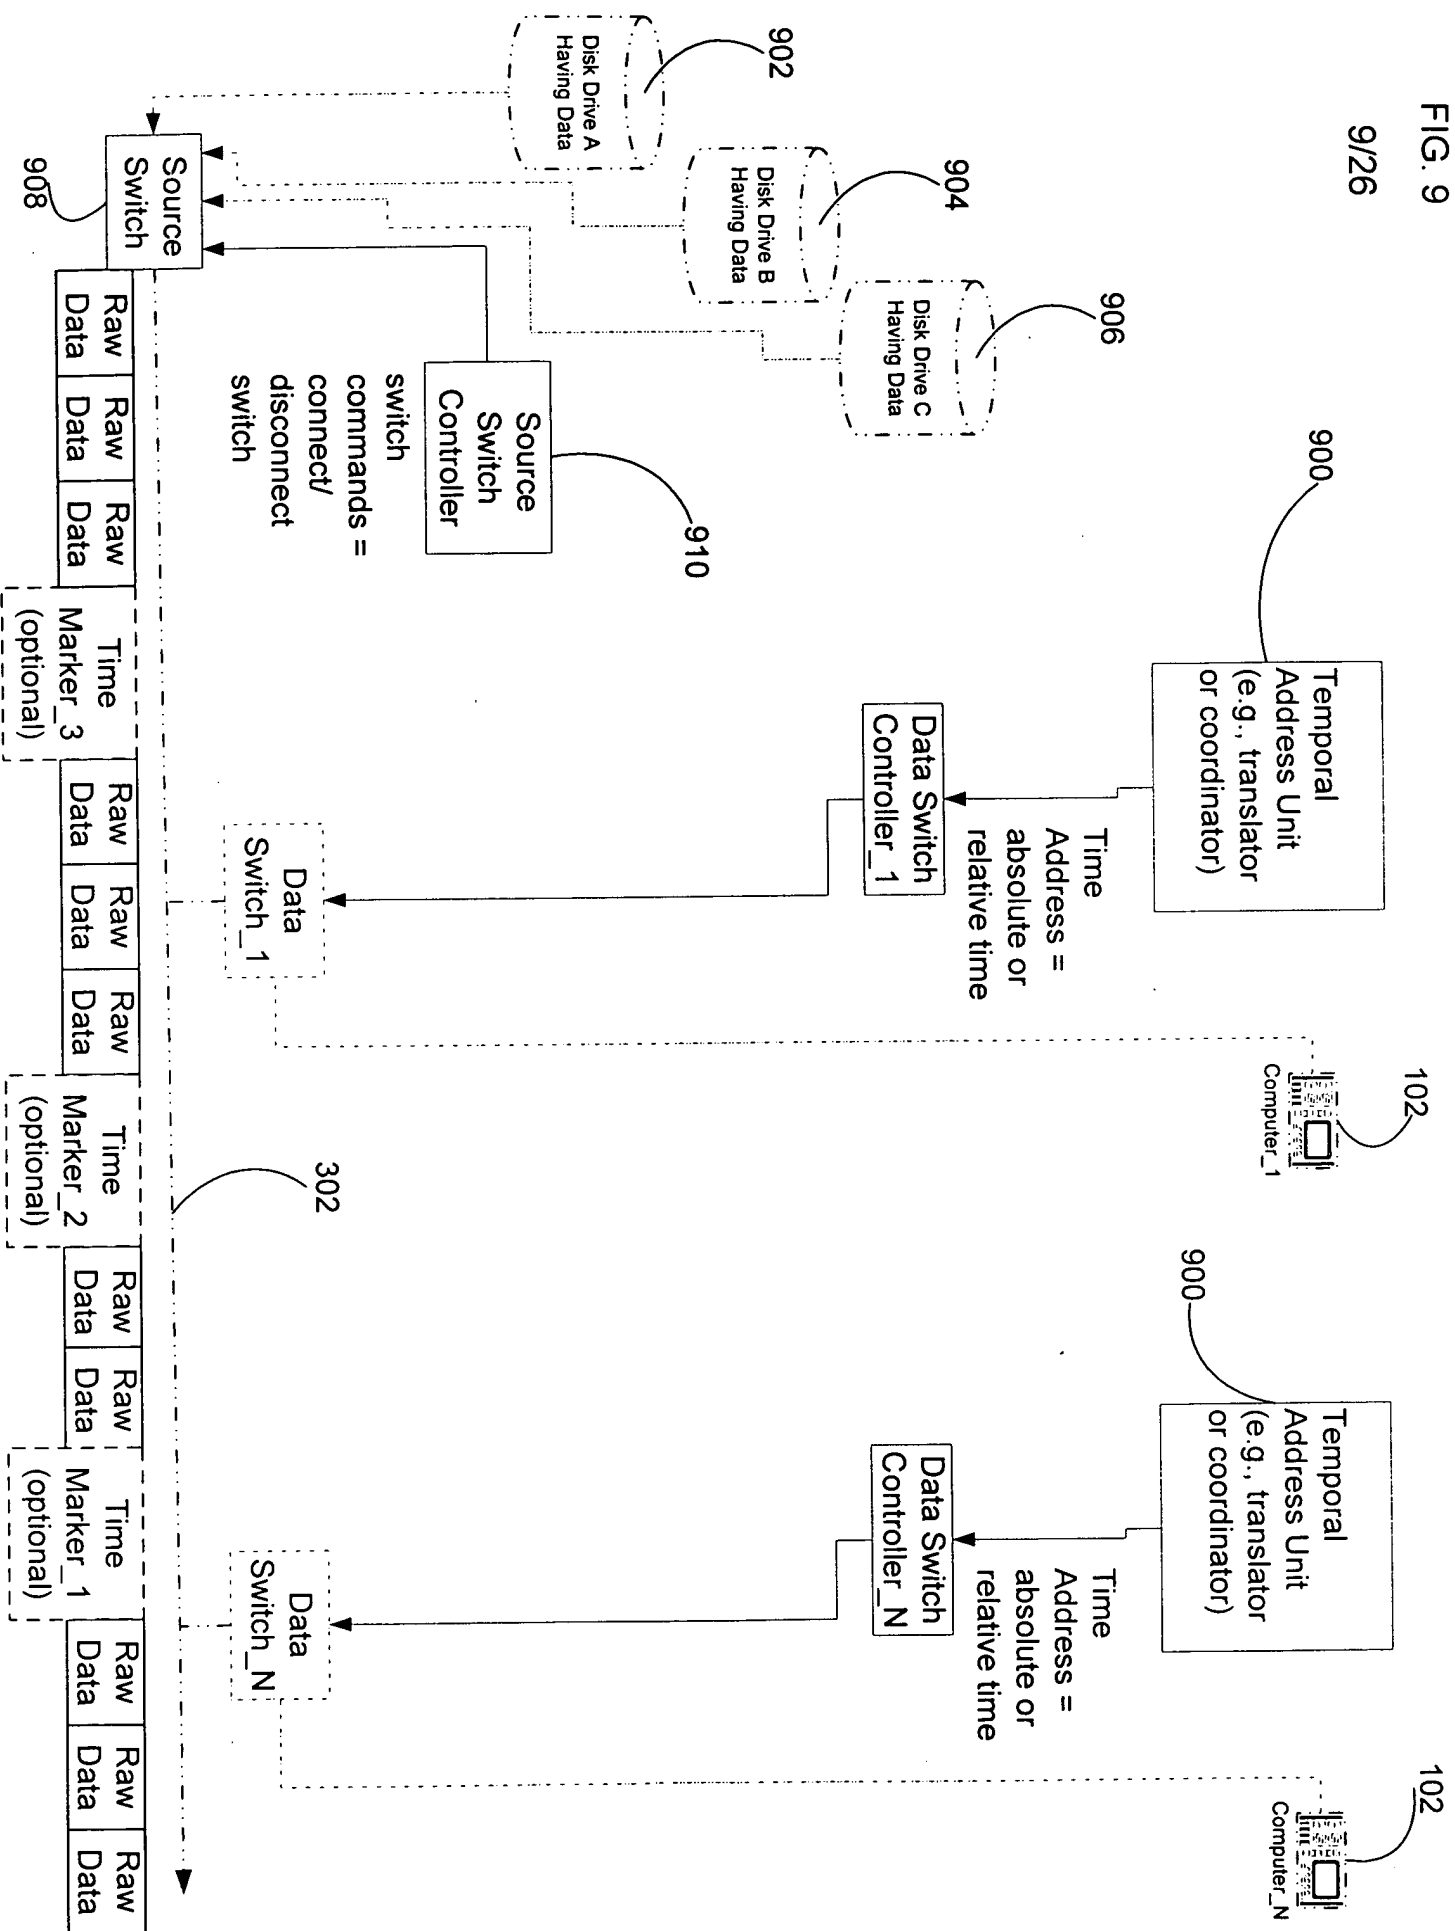 FIG. 9
9/26
902
Disk Drive A
Having Data
904
Disk Drive B
Having Data
906
Disk Drive C
Having Data
908
Source
Switch
910
Source
Switch
Controller
switch
commands =
connect/
disconnect
switch
900
Temporal
Address Unit
(e.g., translator
or coordinator)
Time
Address =
absolute or
relative time
Data Switch
Controller_1
Data
Switch_1
102
Computer_1
302
900
Temporal
Address Unit
(e.g., translator
or coordinator)
Time
Address =
absolute or
relative time
Data Switch
Controller_N
Data
Switch_N
102
Computer_N
Raw
Data
Raw
Data
Raw
Data
Time
Marker_3
(optional)
Raw
Data
Raw
Data
Raw
Data
Time
Marker_2
(optional)
Raw
Data
Raw
Data
Time
Marker_1
(optional)
Raw
Data
Raw
Data
Raw
Data